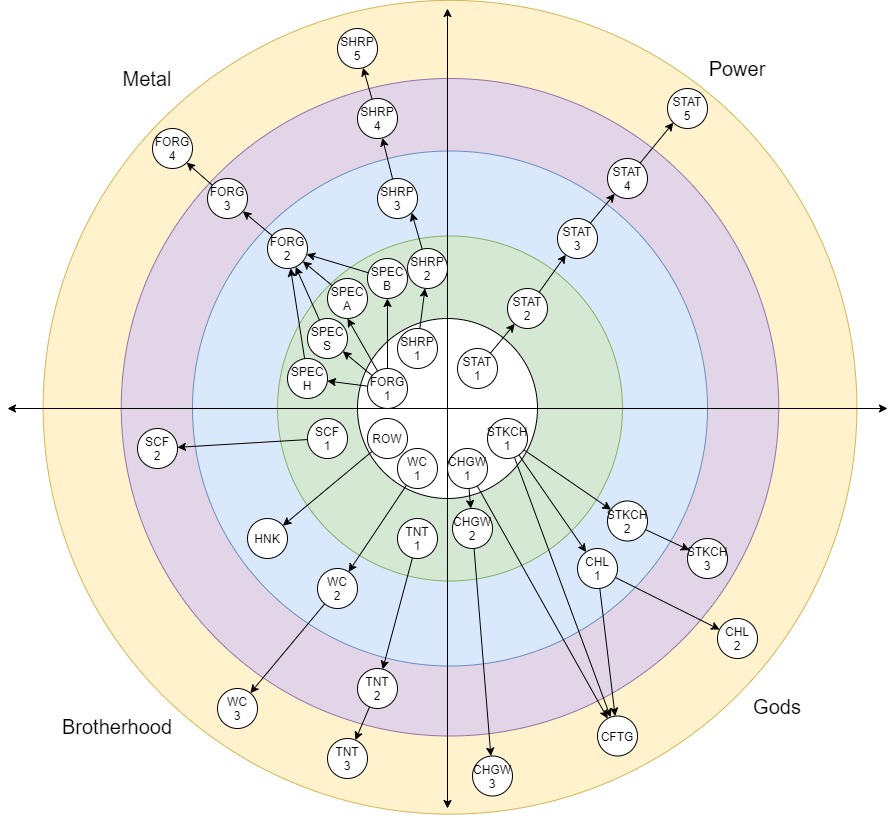 SHRP
5
Metal
Power
STAT
5
SHRP
4
FORG
4
STAT
4
FORG
3
SHRP
3
STAT
3
FORG
2
SHRP
2
SPEC
B
SPEC
A
STAT
2
SPEC
S
SHRP
1
STAT
1
SPEC
H
FORG
1
SCF
2
SCF
1
ROW
STKCH
1
WC
1
CHGW
1
HNK
TNT
1
CHGW
2
STKCH
2
STKCH
3
CHL
1
WC
2
CHL
2
TNT
2
WC
3
Gods
Brotherhood
CFTG
TNT
3
CHGW
3